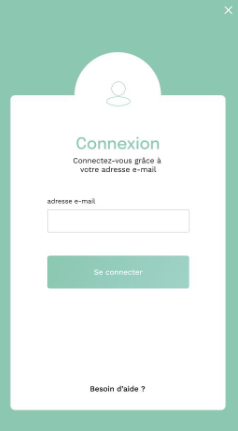 Connexion
Connectez-vous grâce à
votre adresse e-mail
adresse e-mail
Se connecter
Besoin d'aide ?